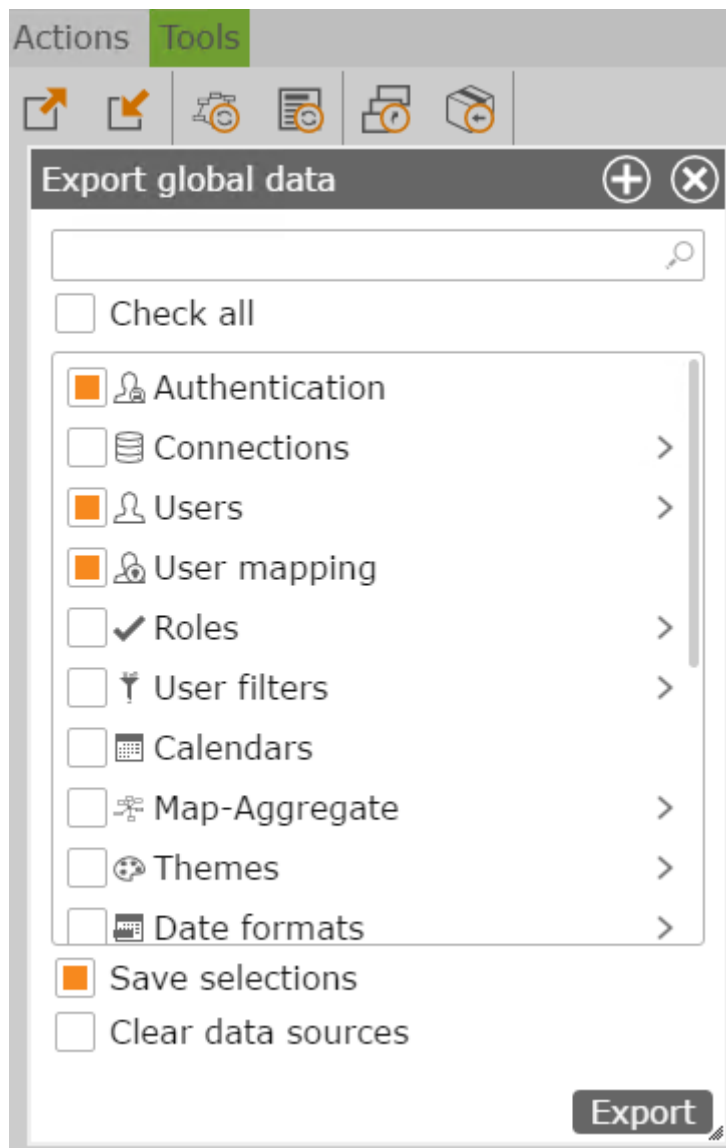 Actions Tools
Export global data
Check all
Authentication
Connections
Users
User mapping
Roles
User filters
Calendars
Map-Aggregate
Themes
Date formats
Save selections
Clear data sources
Export